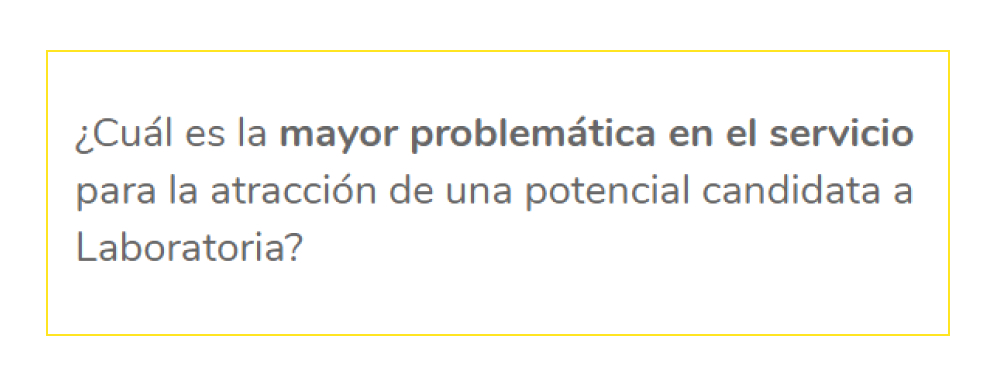 ¿Cuál es la mayor problemática en el servicio
para la atracción de una potencial candidata a
Laboratoria?